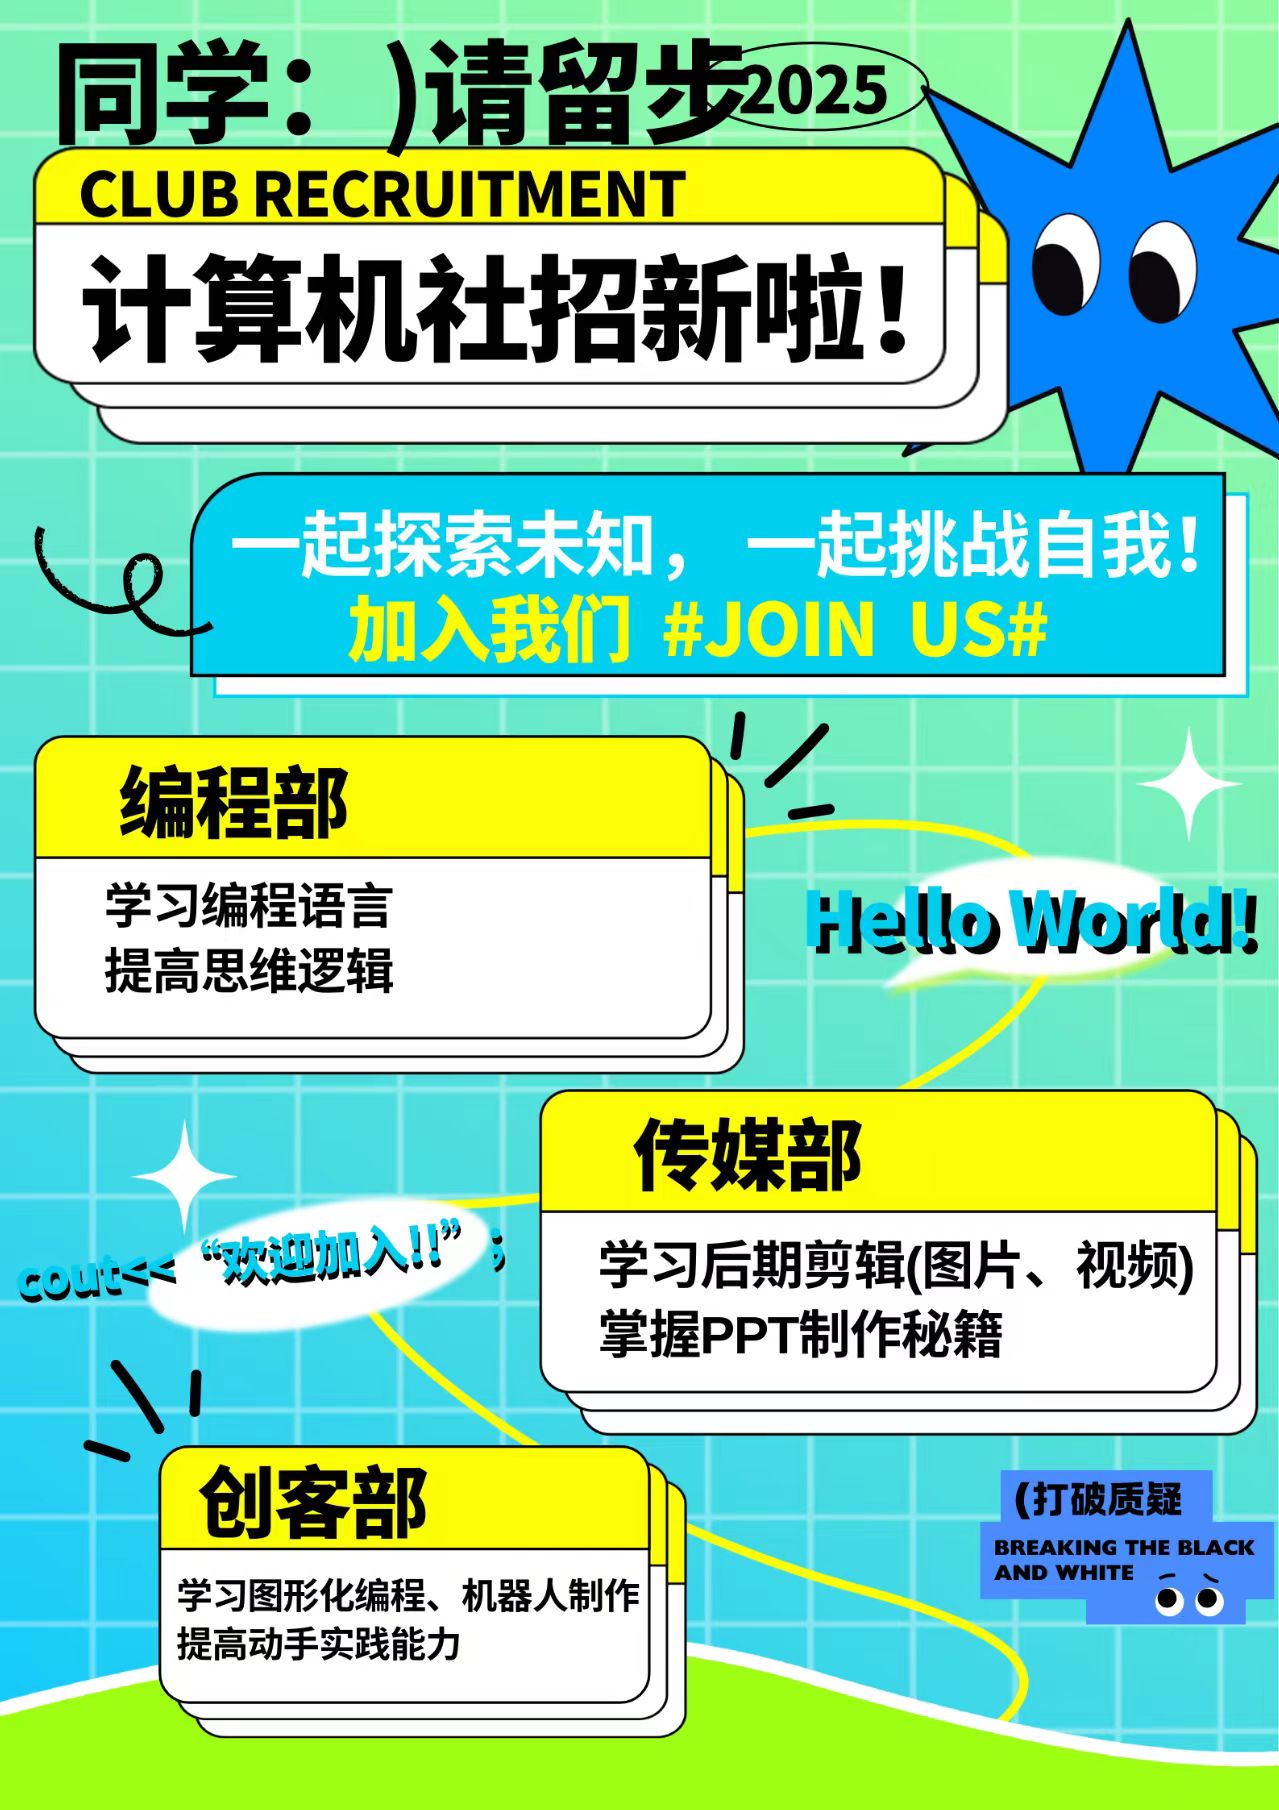 同学：)请留步 2025
CLUB RECRUITMENT
计算机社招新啦！
一起探索未知， 一起挑战自我！
加入我们 #JOIN US#
编程部
学习编程语言
提高思维逻辑
Hello World!
传媒部
学习后期剪辑(图片、视频)
掌握PPT制作秘籍
cout<< “欢迎加入!!” ;
创客部
学习图形化编程、机器人制作
提高动手实践能力
(打破质疑
BREAKING THE BLACK
AND WHITE